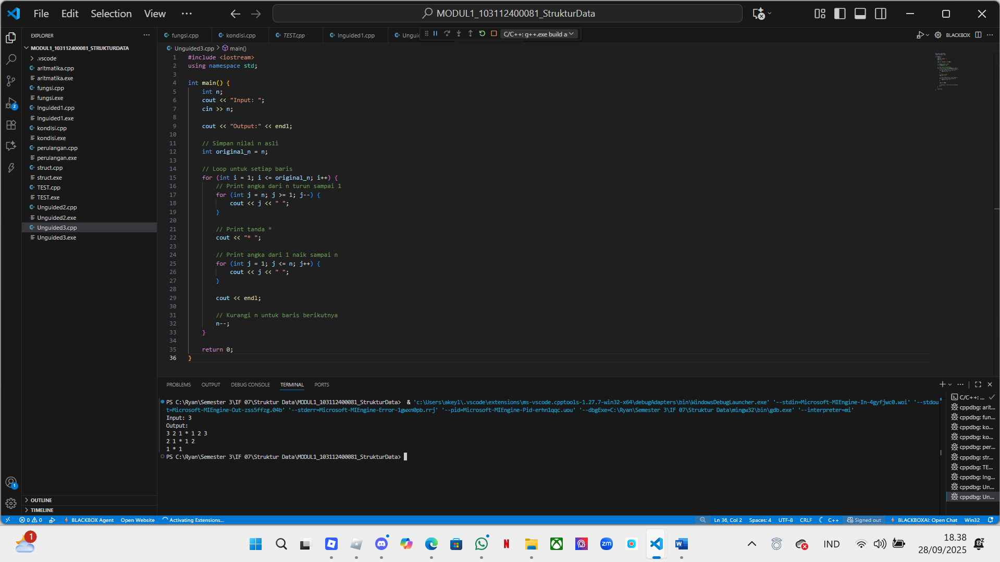 File Edit Selection View
MODUL1_103112400081_StrukturData
EXPLORER
MODUL1_103112400081_STRUKTURDATA
.vscode
aritmatika.cpp
aritmatika.exe
fungsi.cpp
fungsi.exe
Inguided1.cpp
Inguided1.exe
kondisi.cpp
kondisi.exe
perulangan.cpp
perulangan.exe
struct.cpp
struct.exe
TEST.cpp
TEST.exe
Unguided2.cpp
Unguided2.exe
Unguided3.cpp
Unguided3.exe
OUTLINE
TIMELINE
fungsi.cpp kondisi.cpp TEST.cpp Inguided1.cpp Ungui
C/C++: g++.exe build a
BLACKBOX
Unguided3.cpp > main()
1 #include <iostream>
2 using namespace std;
3
4 int main() {
5 int n;
6 cout << "Input: ";
7 cin >> n;
8
9 cout << "Output:" << endl;
10
11 // Simpan nilai n asli
12 int original_n = n;
13
14 // Loop untuk setiap baris
15 for (int i = 1; i <= original_n; i++) {
16 // Print angka dari n turun sampai 1
17 for (int j = n; j >= 1; j--) {
18 cout << j << " ";
19 }
20
21 // Print tanda *
22 cout << "* ";
23
24 // Print angka dari 1 naik sampai n
25 for (int j = 1; j <= n; j++) {
26 cout << j << " ";
27 }
28
29 cout << endl;
30
31 // Kurangi n untuk baris berikutnya
32 n--;
33 }
34
35 return 0;
36 }
PROBLEMS OUTPUT DEBUG CONSOLE TERMINAL PORTS
PS C:\Ryan\Semester 3\IF 07\Struktur Data\MODUL1_103112400081_StrukturData> & 'c:\Users\akeyl\.vscode\extensions\ms-vscode.cpptools-1.27.7-win32-x64\debugAdapters\bin\WindowsDebugLauncher.exe' '--stdin=Microsoft-MIEngine-In-4gyfjwc0.woi' '--stdou
t=Microsoft-MIEngine-Out-zss5ffzg.04b' '--stderr=Microsoft-MIEngine-Error-1gwxn0pb.rrj' '--pid=Microsoft-MIEngine-Pid-erhn1qqc.uou' '--dbgExe=C:\Ryan\Semester 3\IF 07\Struktur Data\mingw32\bin\gdb.exe' '--interpreter=mi'
Input: 3
Output:
3 2 1 * 1 2 3
2 1 * 1 2
1 * 1
PS C:\Ryan\Semester 3\IF 07\Struktur Data\MODUL1_103112400081_StrukturData>
C/C++: ...
cppdbg: arit...
cppdbg: fun...
cppdbg: ko...
cppdbg: ko...
cppdbg: per...
cppdbg: str...
cppdbg: TE...
cppdbg: Ing...
cppdbg: Un...
cppdbg: Un...
2
1
0 0 BLACKBOX Agent Open Website Activating Extensions...
Ln 36, Col 2 Spaces: 4 UTF-8 CRLF C++ Signed out BLACKBOXAI: Open Chat Win32
1
N
zm
W
IND
18.38
28/09/2025